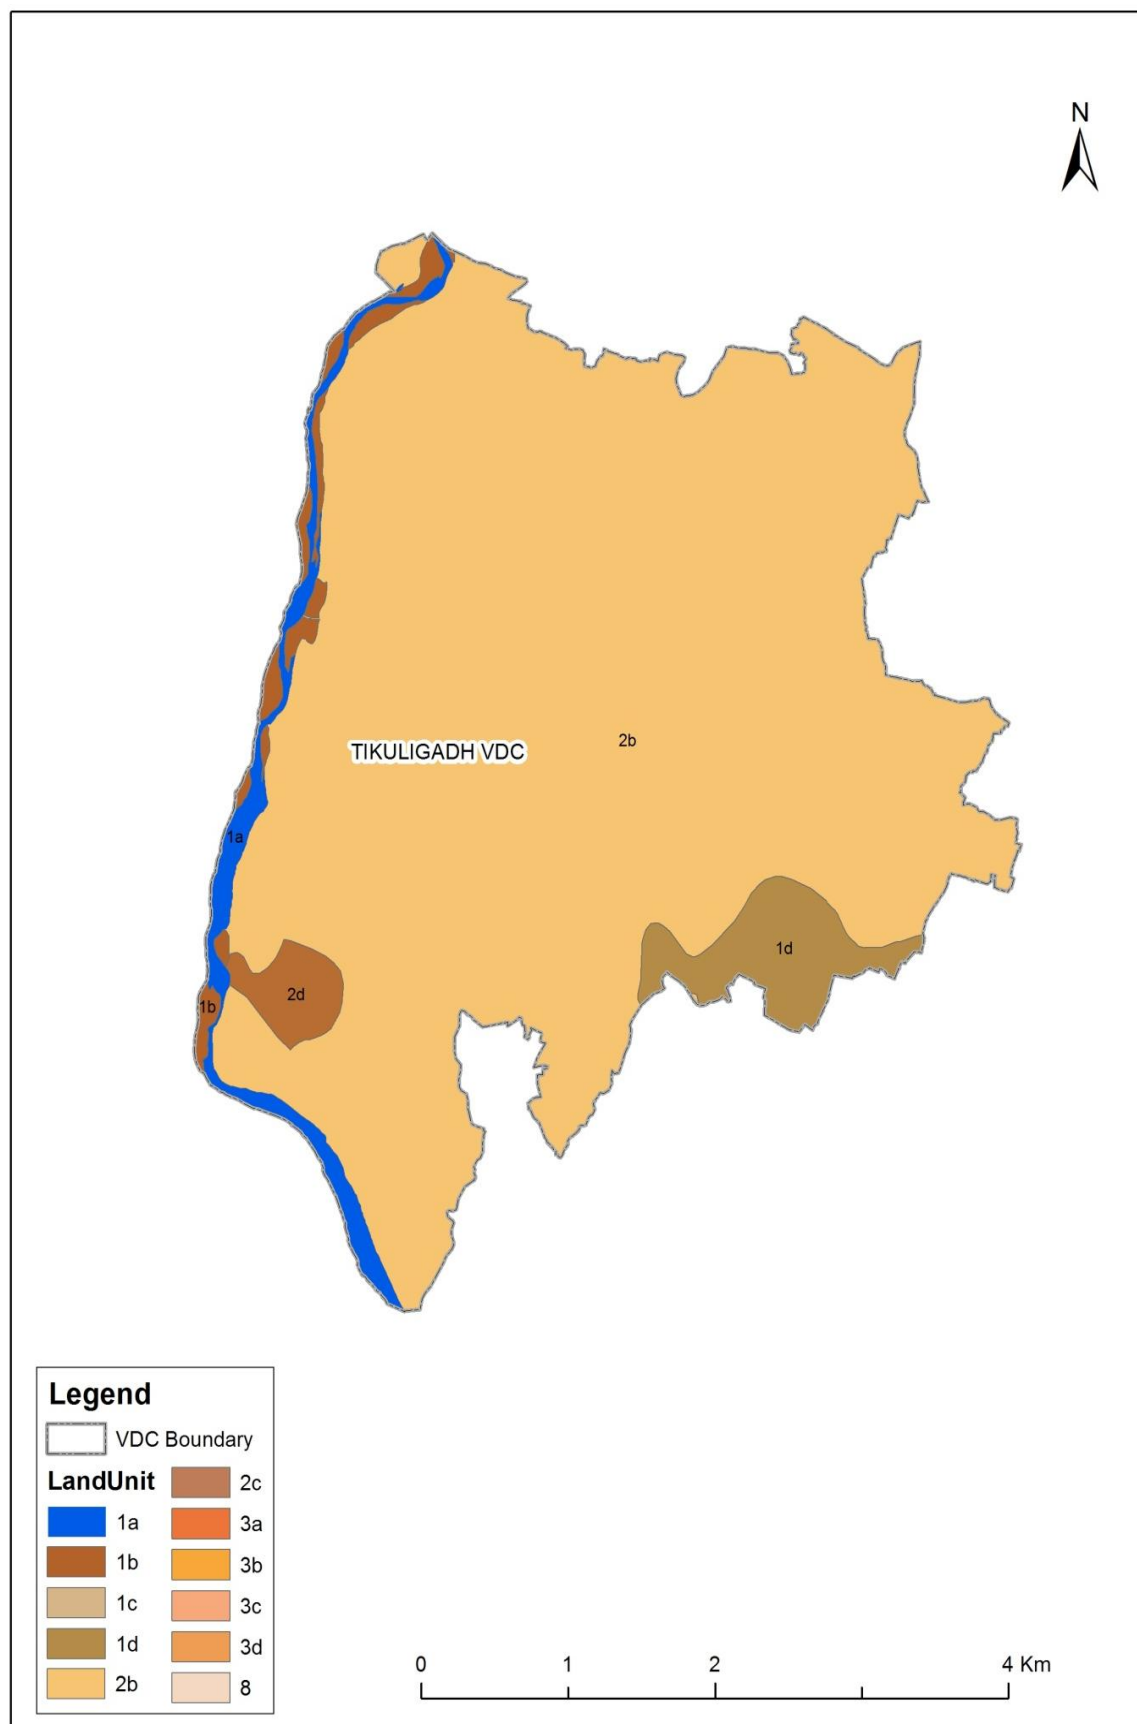 N
TIKULIGADH VDC
2b
1a
1d
2d
1b
Legend
VDC Boundary
LandUnit
1a
1b
1c
1d
2b
2c
3a
3b
3c
3d
8
0 1 2 4 Km